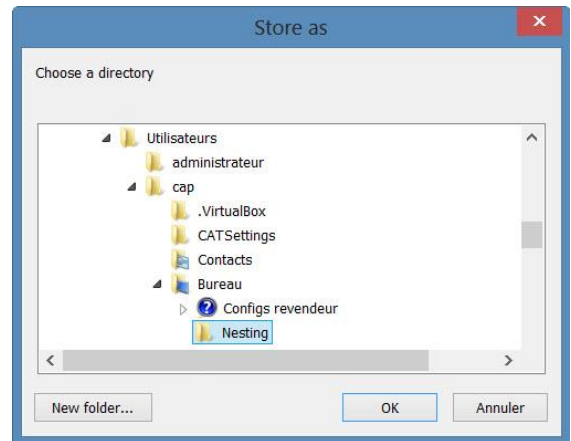 Store as
Choose a directory
Utilisateurs
administrateur
cap
.VirtualBox
CATSettings
Contacts
Bureau
Configs revendeur
Nesting
New folder...
OK
Annuler